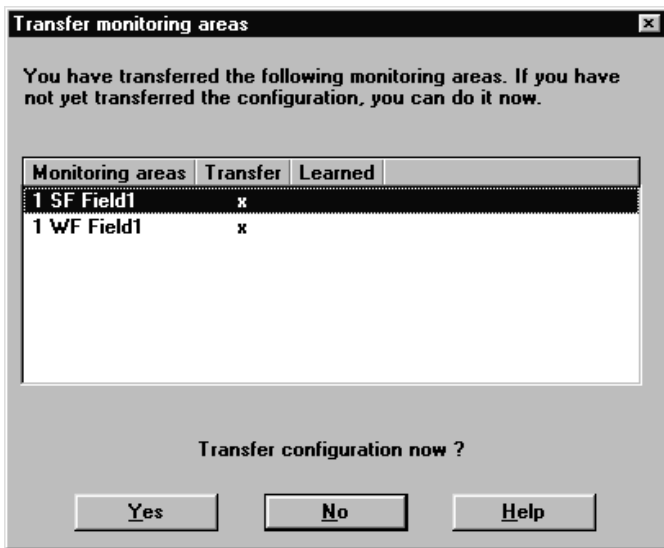 Transfer monitoring areas
You have transferred the following monitoring areas. If you have
not yet transferred the configuration, you can do it now.
Monitoring areas Transfer Learned
1 SF Field1 x
1 WF Field1 x
Transfer configuration now ?
Yes No Help